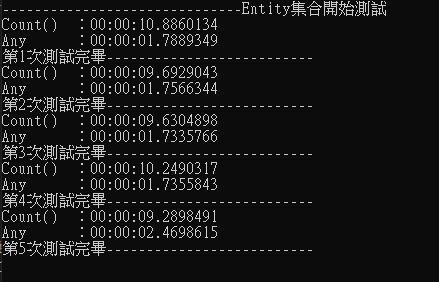 ------------------------------Entity集合開始測試
Count()  ：00:00:10.8860134
Any      ：00:00:01.7889349
第1次測試完畢--------------------------
Count()  ：00:00:09.6929043
Any      ：00:00:01.7566344
第2次測試完畢--------------------------
Count()  ：00:00:09.6304898
Any      ：00:00:01.7335766
第3次測試完畢--------------------------
Count()  ：00:00:10.2490317
Any      ：00:00:01.7355843
第4次測試完畢--------------------------
Count()  ：00:00:09.2898491
Any      ：00:00:02.4698615
第5次測試完畢--------------------------